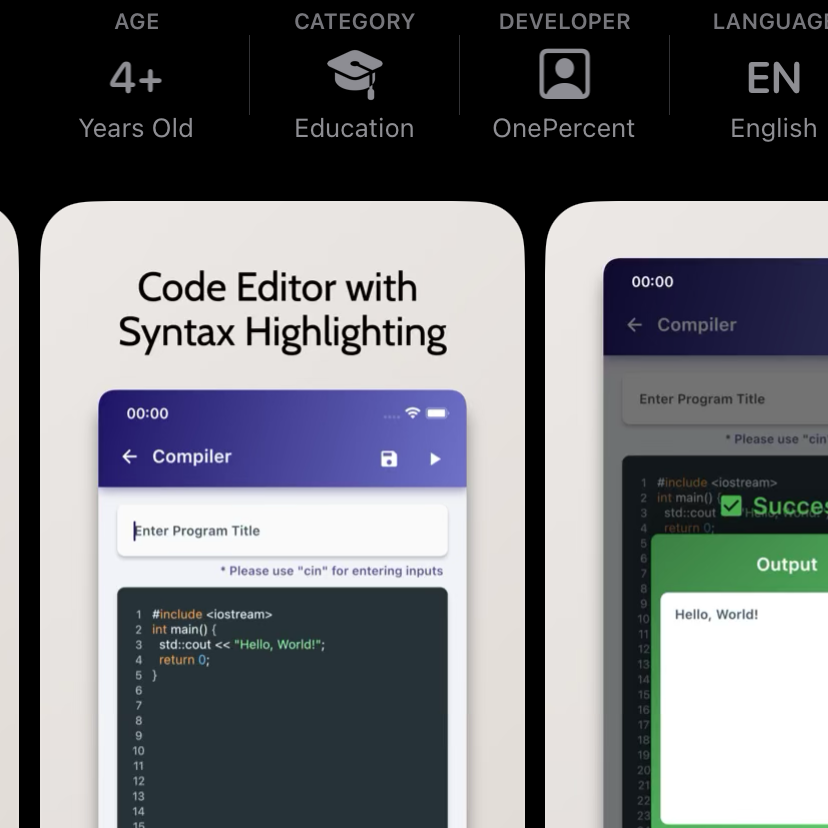 AGE
4+
Years Old
CATEGORY
Education
DEVELOPER
OnePercent
LANGUAGE
EN
English
Code Editor with
Syntax Highlighting
00:00
Compiler
Enter Program Title
* Please use "cin" for entering inputs
1 #include <iostream>
2 int main() {
3 std::cout << "Hello, World!";
4 return 0;
5 }
6
7
8
9
10
11
12
13
14
15
00:00
Compiler
Enter Program Title
* Please use "cin"
1 #include <iostream>
2 int main() {
3 std::cout
4 return 0;
5
6
7
8
9
10
11
12
13
14
15
16
17
18
19
20
21
22
23
Succes
Output
Hello, World!